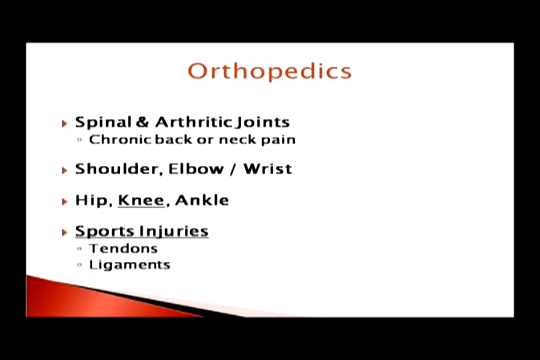 Orthopedics
Spinal & Arthritic Joints
Chronic back or neck pain
Shoulder, Elbow / Wrist
Hip, Knee, Ankle
Sports Injuries
Tendons
Ligaments